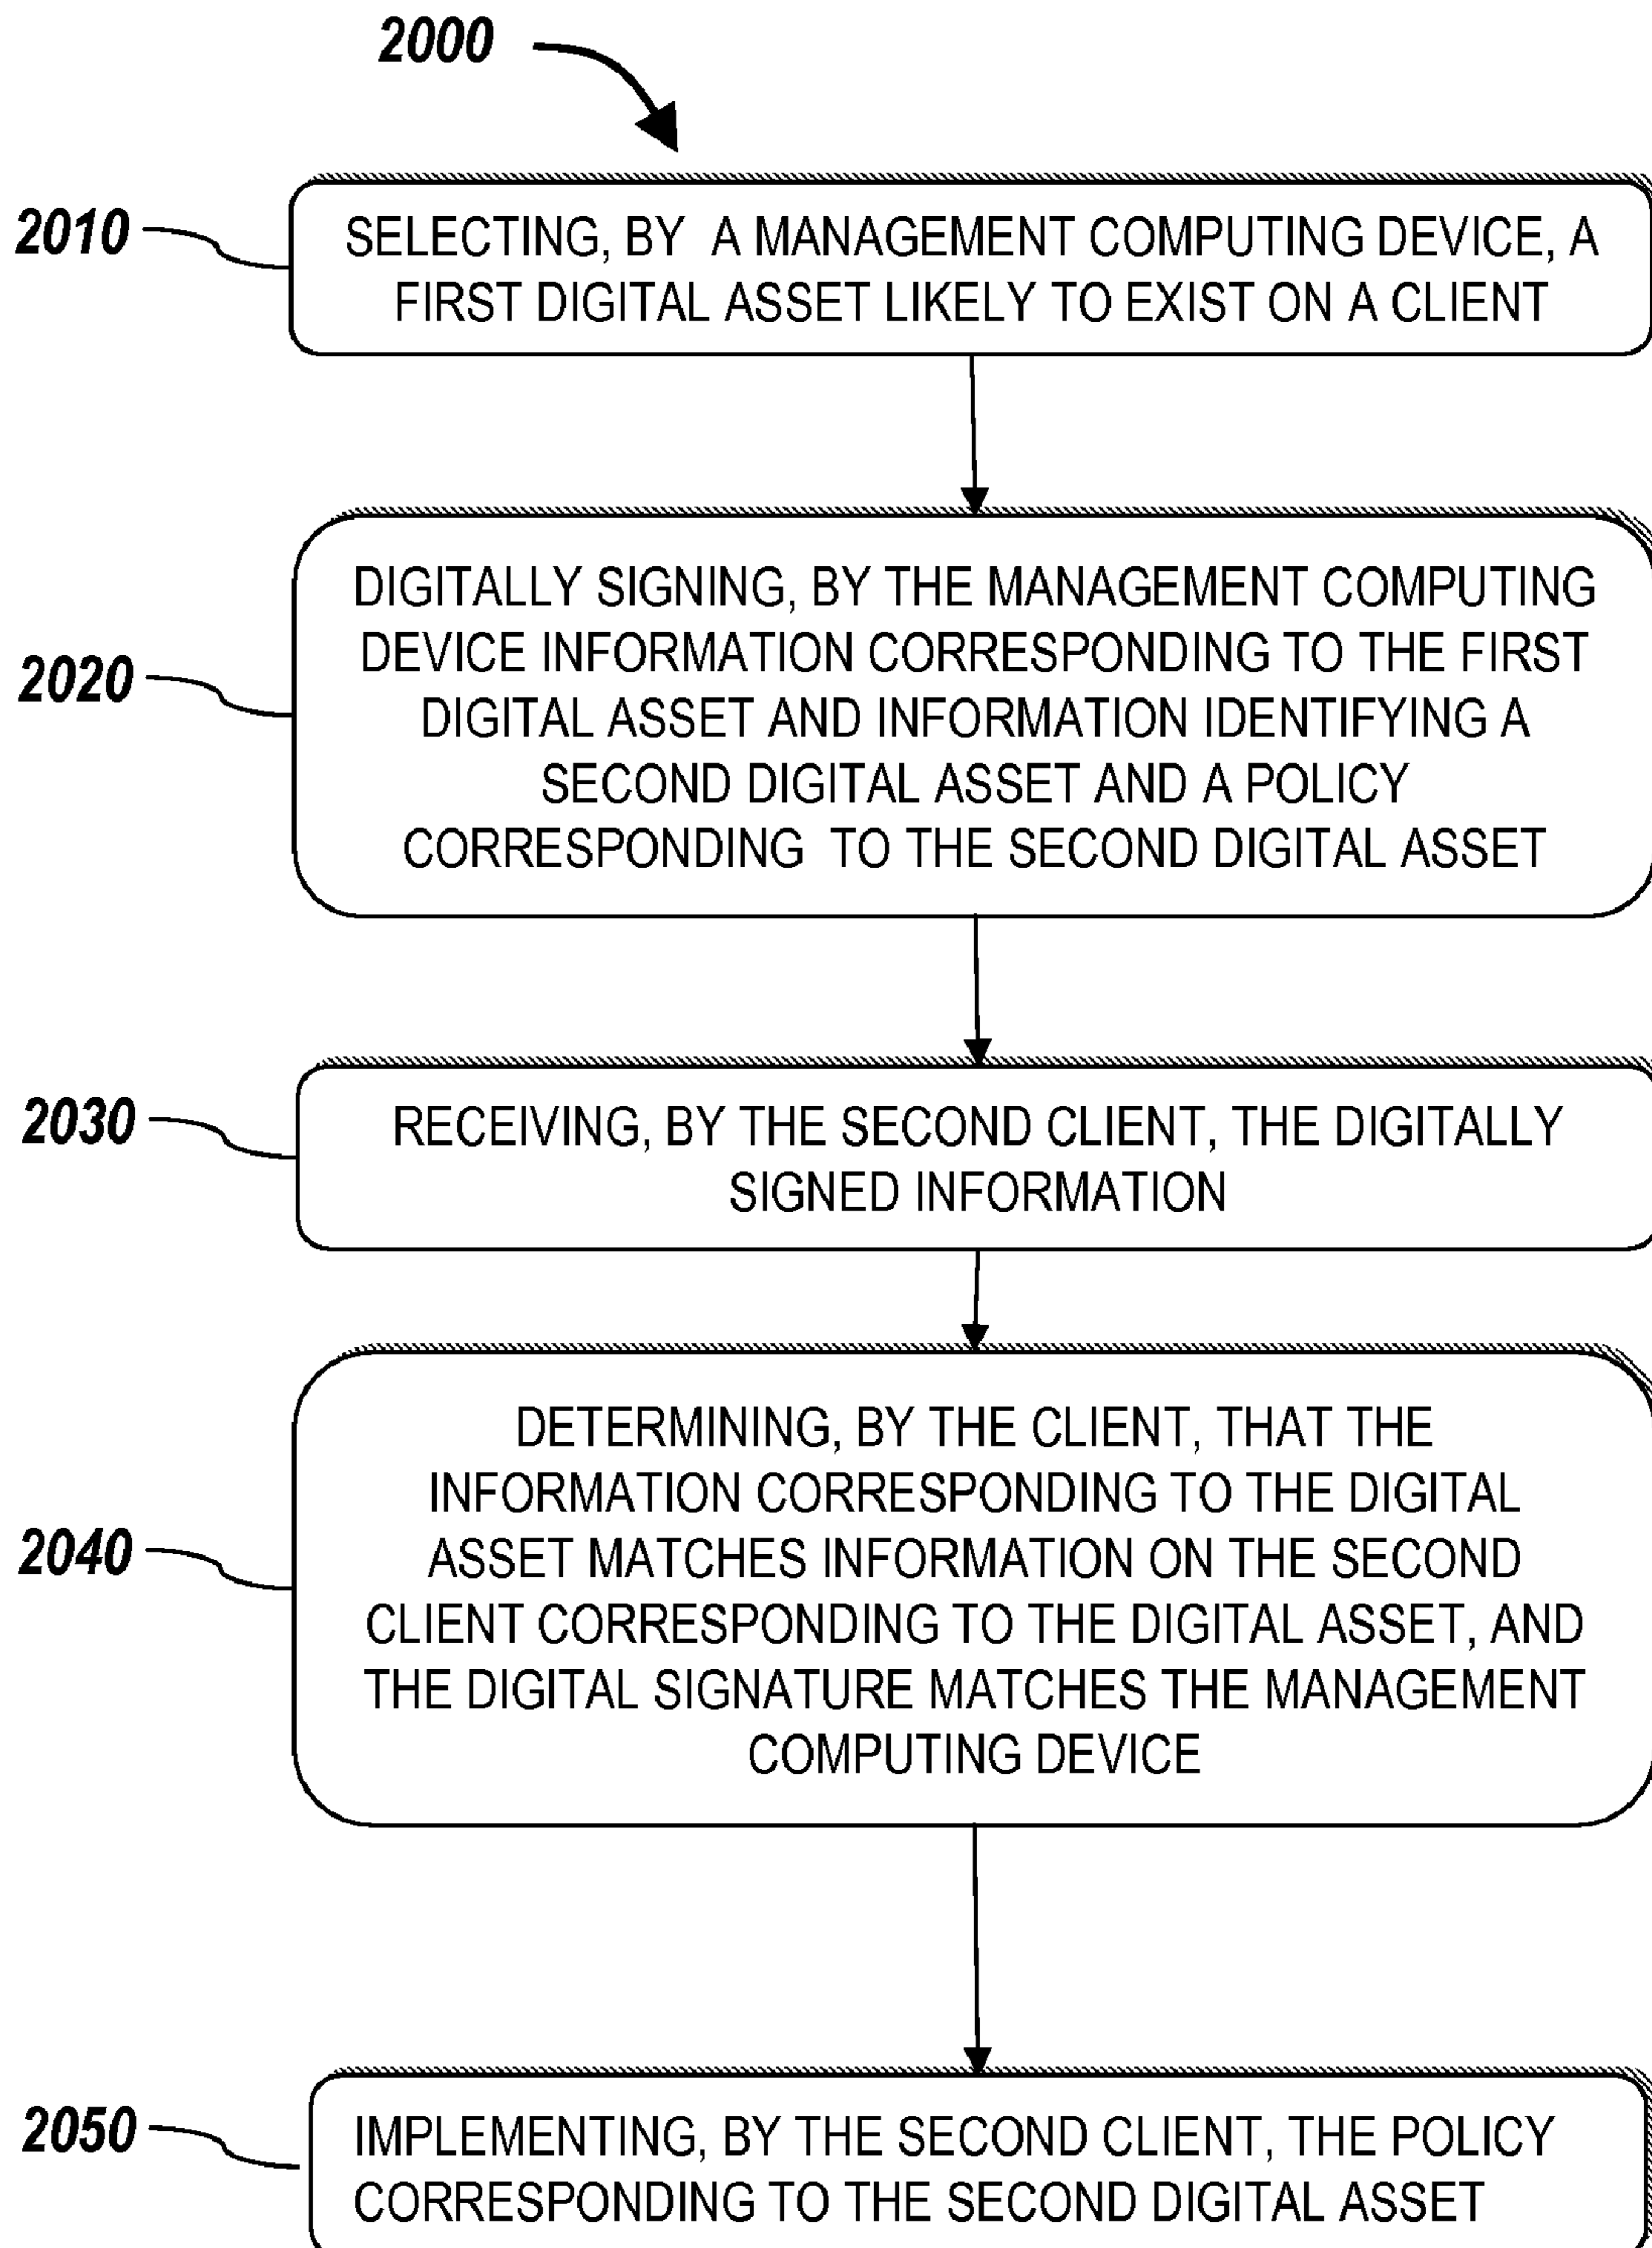 2000
2010
SELECTING, BY A MANAGEMENT COMPUTING DEVICE, A
FIRST DIGITAL ASSET LIKELY TO EXIST ON A CLIENT
2020
DIGITALLY SIGNING, BY THE MANAGEMENT COMPUTING
DEVICE INFORMATION CORRESPONDING TO THE FIRST
DIGITAL ASSET AND INFORMATION IDENTIFYING A
SECOND DIGITAL ASSET AND A POLICY
CORRESPONDING TO THE SECOND DIGITAL ASSET
2030
RECEIVING, BY THE SECOND CLIENT, THE DIGITALLY
SIGNED INFORMATION
2040
DETERMINING, BY THE CLIENT, THAT THE
INFORMATION CORRESPONDING TO THE DIGITAL
ASSET MATCHES INFORMATION ON THE SECOND
CLIENT CORRESPONDING TO THE DIGITAL ASSET, AND
THE DIGITAL SIGNATURE MATCHES THE MANAGEMENT
COMPUTING DEVICE
2050
IMPLEMENTING, BY THE SECOND CLIENT, THE POLICY
CORRESPONDING TO THE SECOND DIGITAL ASSET